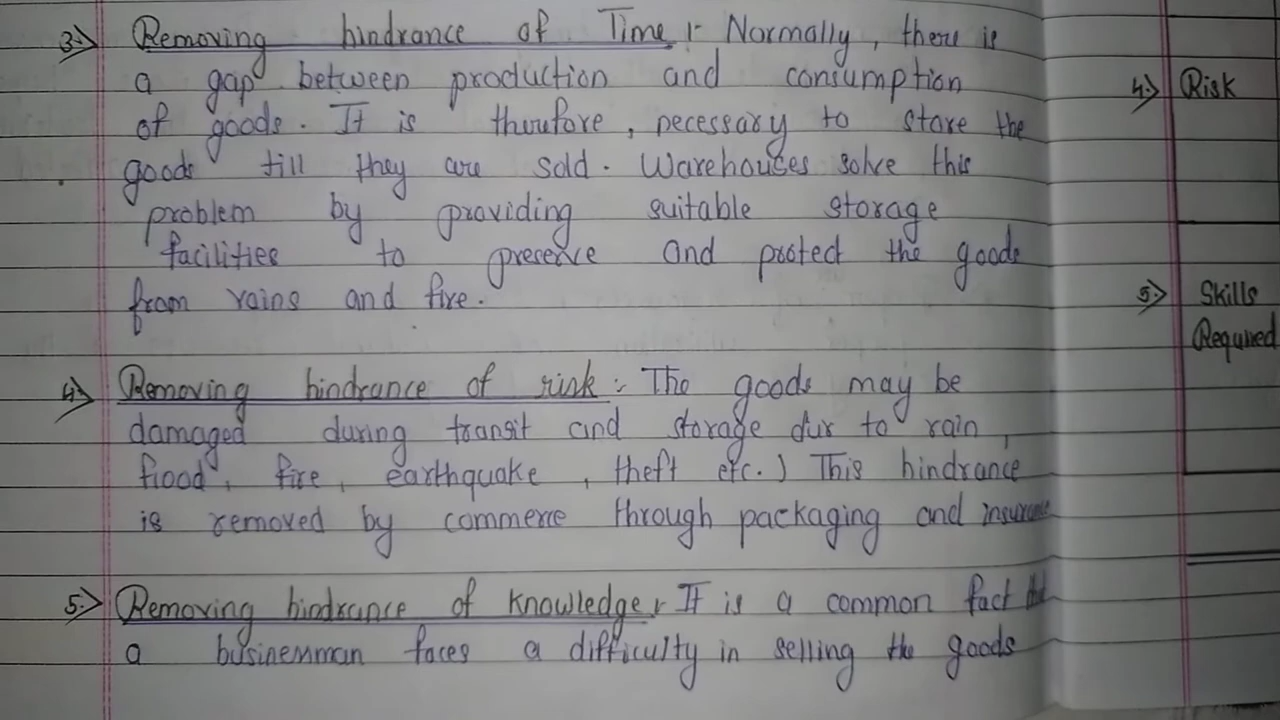 3.> Removing hindrance of Time :- Normally, there is
a gap between production and consumption
of goods. It is therefore, necessary to store the
goods till they are sold. Warehouses solve this
problem by providing suitable storage
facilities to preserve and protect the goods
from rains and fire.
4.> Removing hindrance of risk :- The goods may be
damaged during transit and storage dur to rain,
flood, fire, earthquake, theft etc.) This hindrance
is removed by commerce through packaging and insurance
5.> Removing hindrance of Knowledge :- It is a common fact that
a businessman faces a difficulty in selling the goods
4.> Risk
5.> Skills
Required